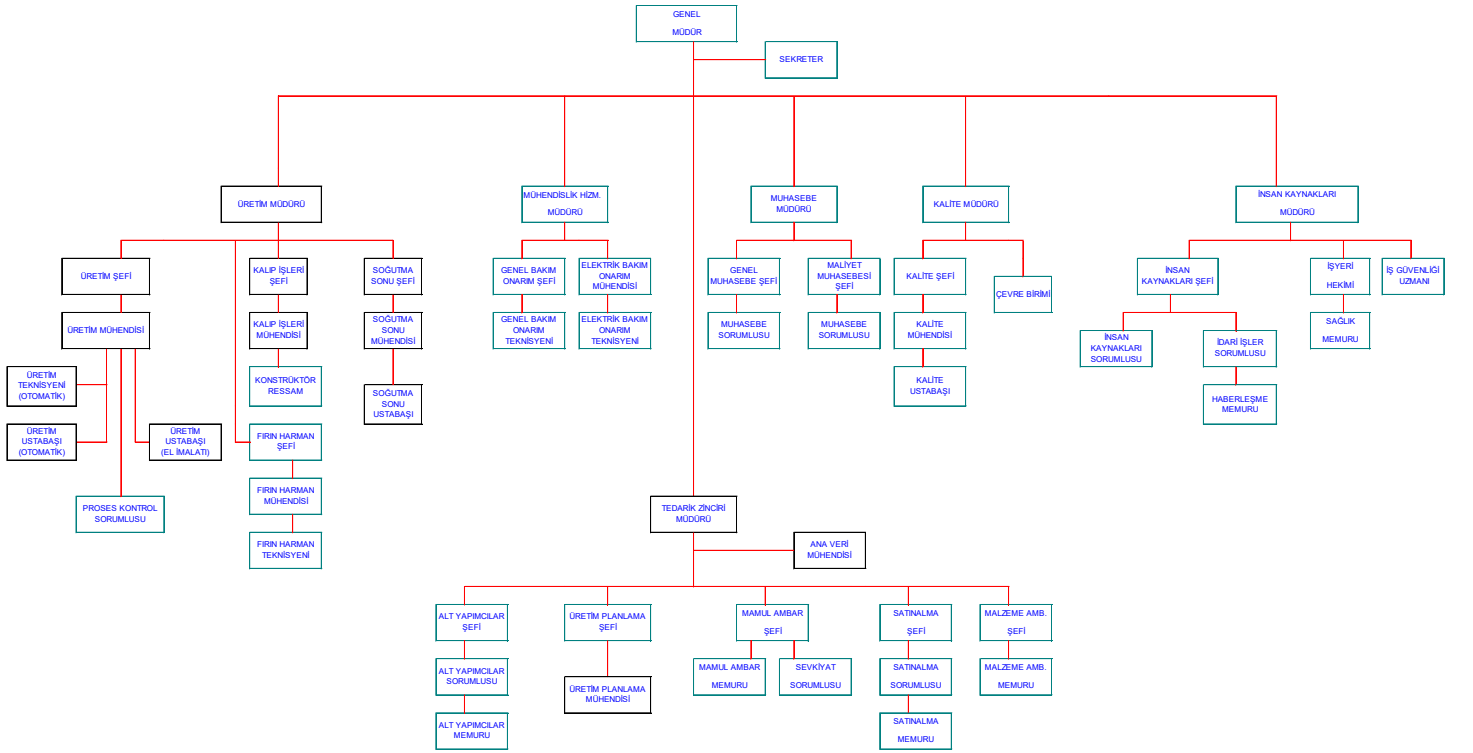 GENEL
MÜDÜR
SEKRETER
ÜRETİM MÜDÜRÜ
MÜHENDİSLİK HİZM.
MÜDÜRÜ
MUHASEBE
MÜDÜRÜ
KALİTE MÜDÜRÜ
İNSAN KAYNAKLARI
MÜDÜRÜ
ÜRETİM ŞEFİ
KALIP İŞLERİ
ŞEFİ
SOĞUTMA
SONU ŞEFİ
GENEL BAKIM
ONARIM ŞEFİ
ELEKTRİK BAKIM
ONARIM
MÜHENDİSİ
GENEL
MUHASEBE ŞEFİ
MALİYET
MUHASEBESİ
ŞEFİ
KALİTE ŞEFİ
ÇEVRE BİRİMİ
İNSAN
KAYNAKLARI ŞEFİ
İŞYERİ
HEKİMİ
İŞ GÜVENLİĞİ
UZMANI
ÜRETİM MÜHENDİSİ
KALIP İŞLERİ
MÜHENDİSİ
SOĞUTMA
SONU
MÜHENDİSİ
GENEL BAKIM
ONARIM
TEKNİSYENİ
ELEKTRİK BAKIM
ONARIM
TEKNİSYENİ
MUHASEBE
SORUMLUSU
MUHASEBE
SORUMLUSU
KALİTE
MÜHENDİSİ
İNSAN
KAYNAKLARI
SORUMLUSU
İDARİ İŞLER
SORUMLUSU
SAĞLIK
MEMURU
ÜRETİM
TEKNİSYENİ
(OTOMATİK)
KONSTRÜKTÖR
RESSAM
SOĞUTMA
SONU
USTABAŞI
KALİTE
USTABAŞI
HABERLEŞME
MEMURU
ÜRETİM
USTABAŞI
(OTOMATİK)
ÜRETİM
USTABAŞI
(EL İMALATI)
FIRIN HARMAN
ŞEFİ
PROSES KONTROL
SORUMLUSU
FIRIN HARMAN
MÜHENDİSİ
TEDARİK ZİNCİRİ
MÜDÜRÜ
FIRIN HARMAN
TEKNİSYENİ
ANA VERİ
MÜHENDİSİ
ALT YAPIMCILAR
ŞEFİ
ÜRETİM PLANLAMA
ŞEFİ
MAMUL AMBAR
ŞEFİ
SATINALMA
ŞEFİ
MALZEME AMB.
ŞEFİ
ALT YAPIMCILAR
SORUMLUSU
ÜRETİM PLANLAMA
MÜHENDİSİ
MAMUL AMBAR
MEMURU
SEVKİYAT
SORUMLUSU
SATINALMA
SORUMLUSU
MALZEME AMB.
MEMURU
ALT YAPIMCILAR
MEMURU
SATINALMA
MEMURU